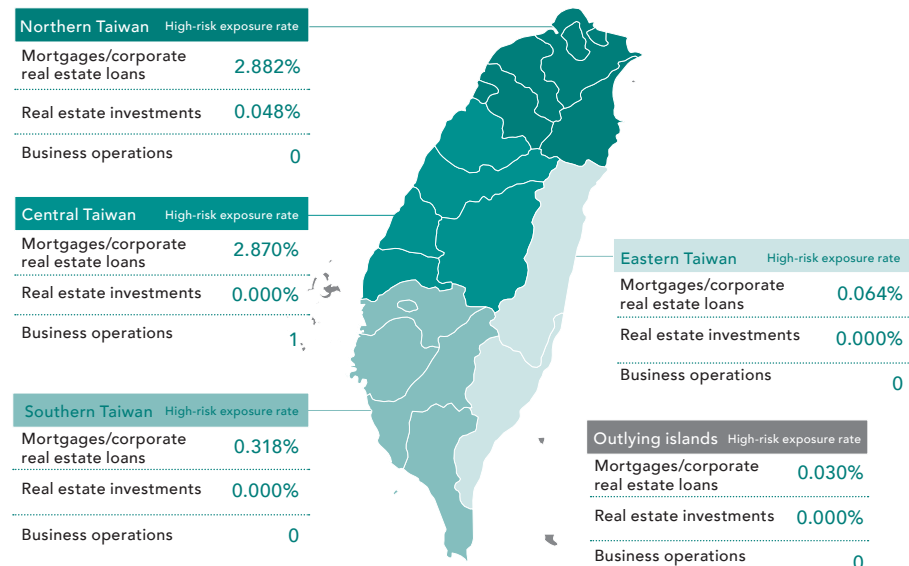 Northern Taiwan High-risk exposure rate
Mortgages/corporate
real estate loans 2.882%
Real estate investments 0.048%
Business operations 0
Central Taiwan High-risk exposure rate
Mortgages/corporate
real estate loans 2.870%
Real estate investments 0.000%
Business operations 1
Southern Taiwan High-risk exposure rate
Mortgages/corporate
real estate loans 0.318%
Real estate investments 0.000%
Business operations 0
Eastern Taiwan High-risk exposure rate
Mortgages/corporate
real estate loans 0.064%
Real estate investments 0.000%
Business operations 0
Outlying islands High-risk exposure rate
Mortgages/corporate
real estate loans 0.030%
Real estate investments 0.000%
Business operations 0